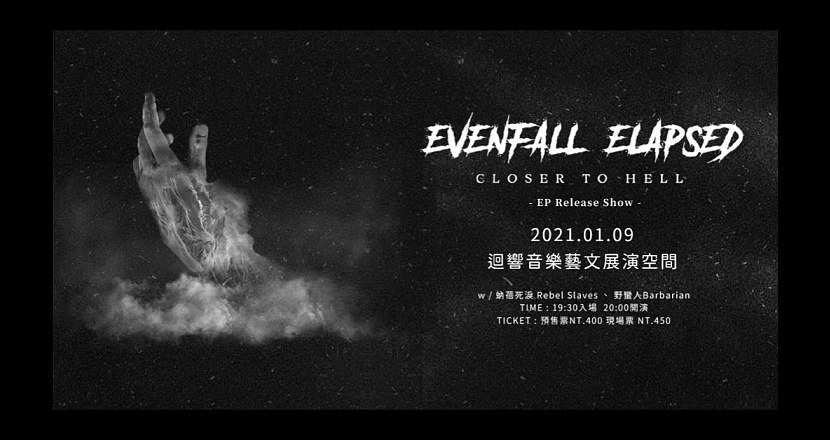 EVENFALL ELAPSED
CLOSER TO HELL
- EP Release Show -
2021.01.09
迴響音樂藝文展演空間
w / 蚋蓓死淚 Rebel Slaves 、 野蠻人Barbarian
TIME : 19:30入場 20:00開演
TICKET : 預售票NT.400 現場票 NT.450